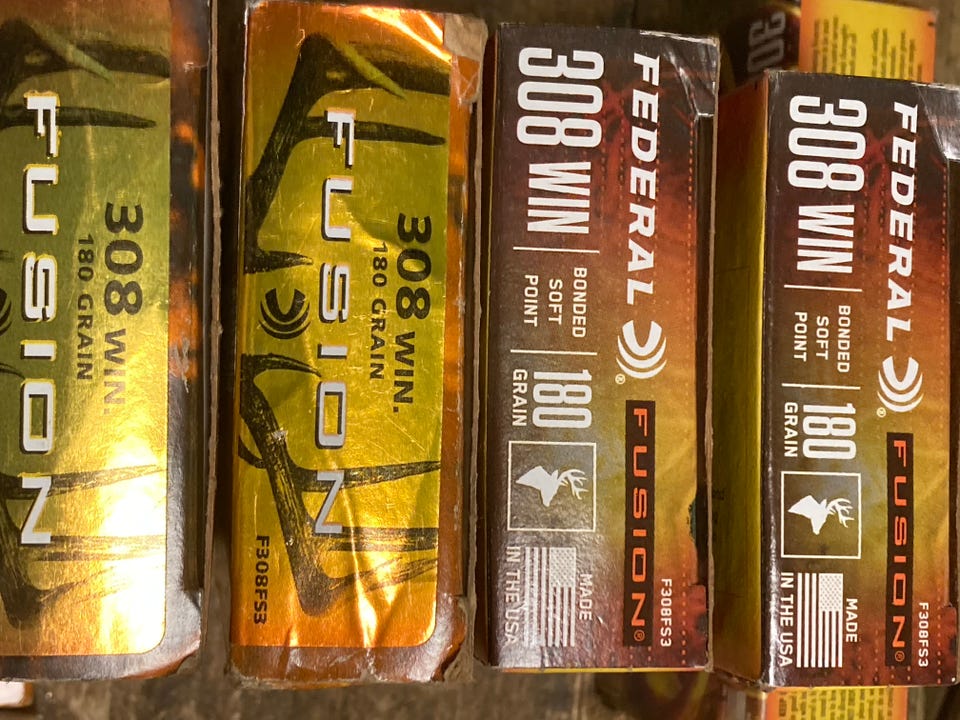 FUSION
308 WIN.
180 GRAIN
FUSION
308 WIN.
180 GRAIN
F308FS3
FEDERAL ®
308 WIN
BONDED
SOFT
POINT
180
GRAIN
FUSION®
MADE
IN THE USA
F308FS3
FEDERAL ®
308 WIN
BONDED
SOFT
POINT
180
GRAIN
FUSION®
MADE
IN THE USA
F308FS3
308